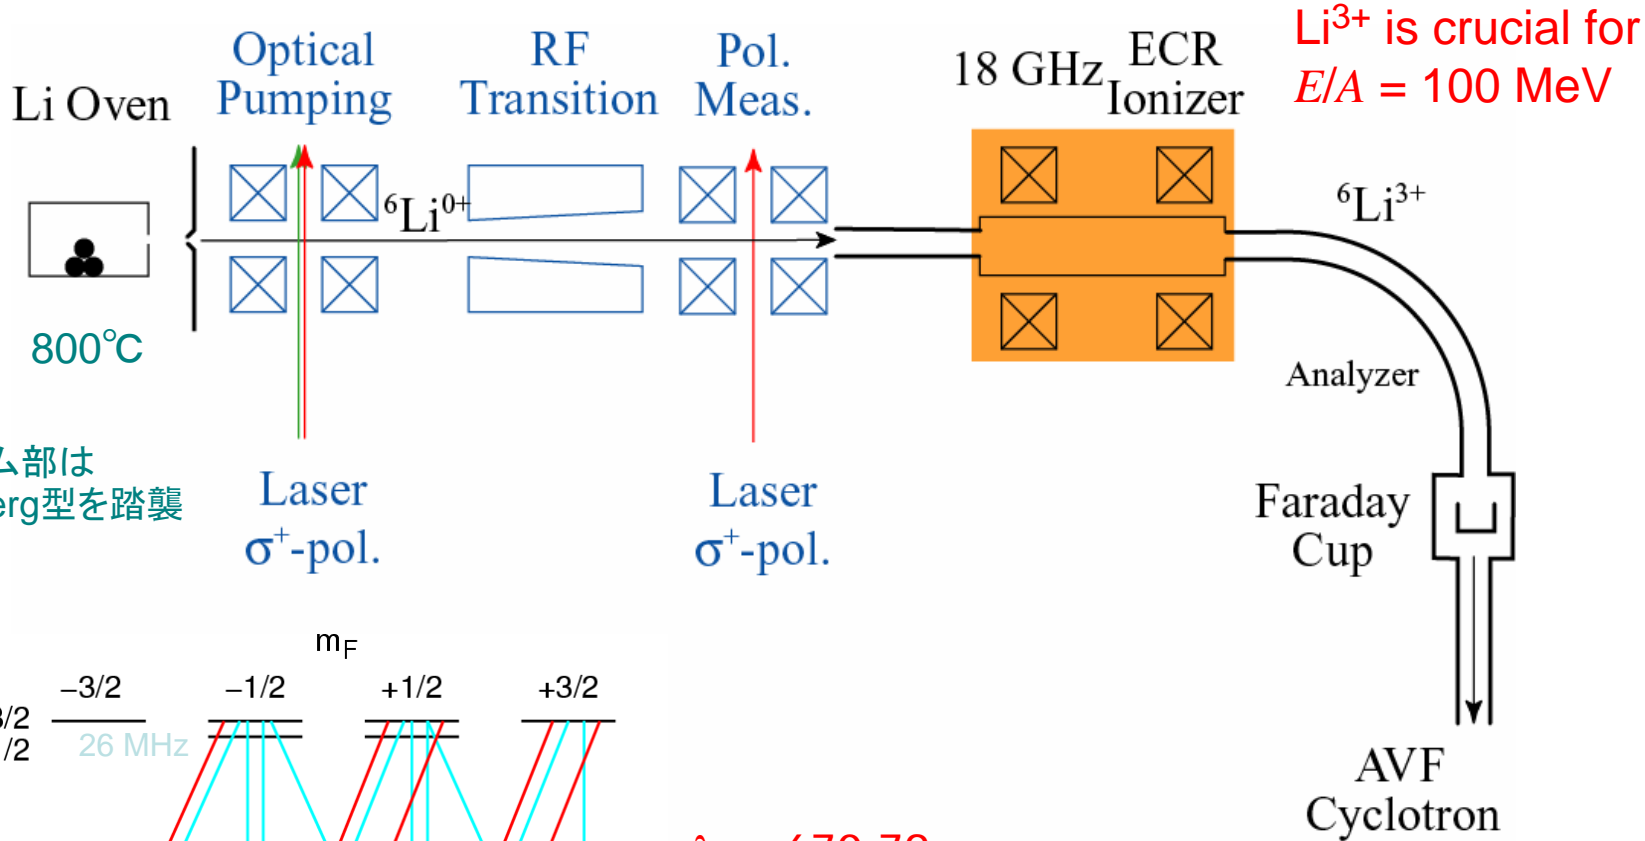 Li³⁺ is crucial for
E/A = 100 MeV
Li Oven
Optical
Pumping
RF
Transition
Pol.
Meas.
18 GHz
ECR
Ionizer
⁶Li⁰⁺
⁶Li³⁺
800℃
Analyzer
ム部は
erg型を踏襲
Laser
σ⁺-pol.
Laser
σ⁺-pol.
Faraday
Cup
AVF
Cyclotron
m_F
−3/2 −1/2 +1/2 +3/2
3/2
1/2
26 MHz